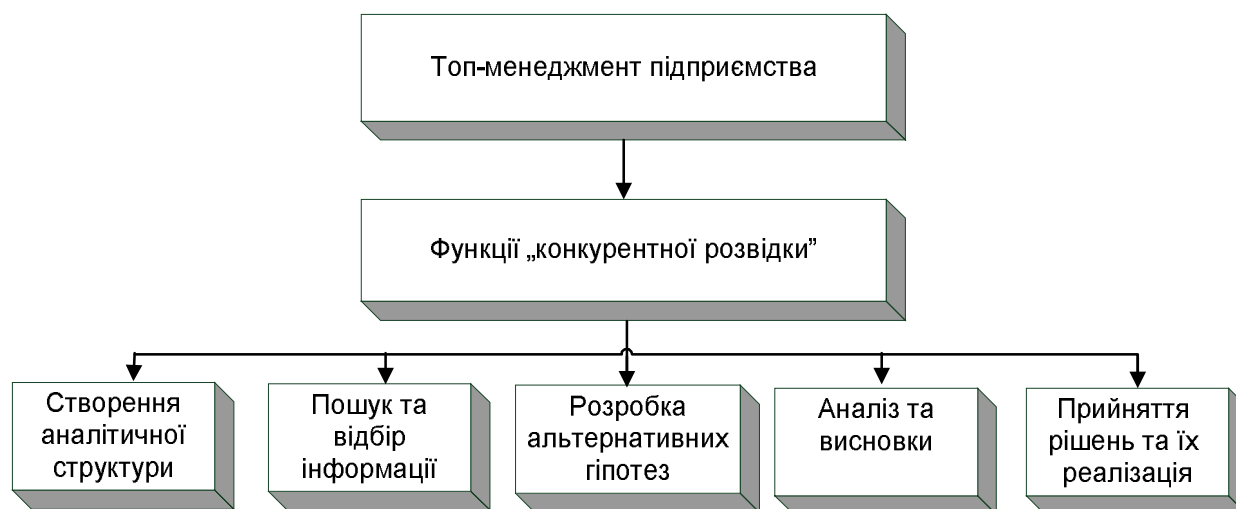 Топ-менеджмент підприємства
Функції „конкурентної розвідки”
Створення
аналітичної
структури
Пошук та
відбір
інформації
Розробка
альтернативних
гіпотез
Аналіз та
висновки
Прийняття
рішень та їх
реалізація